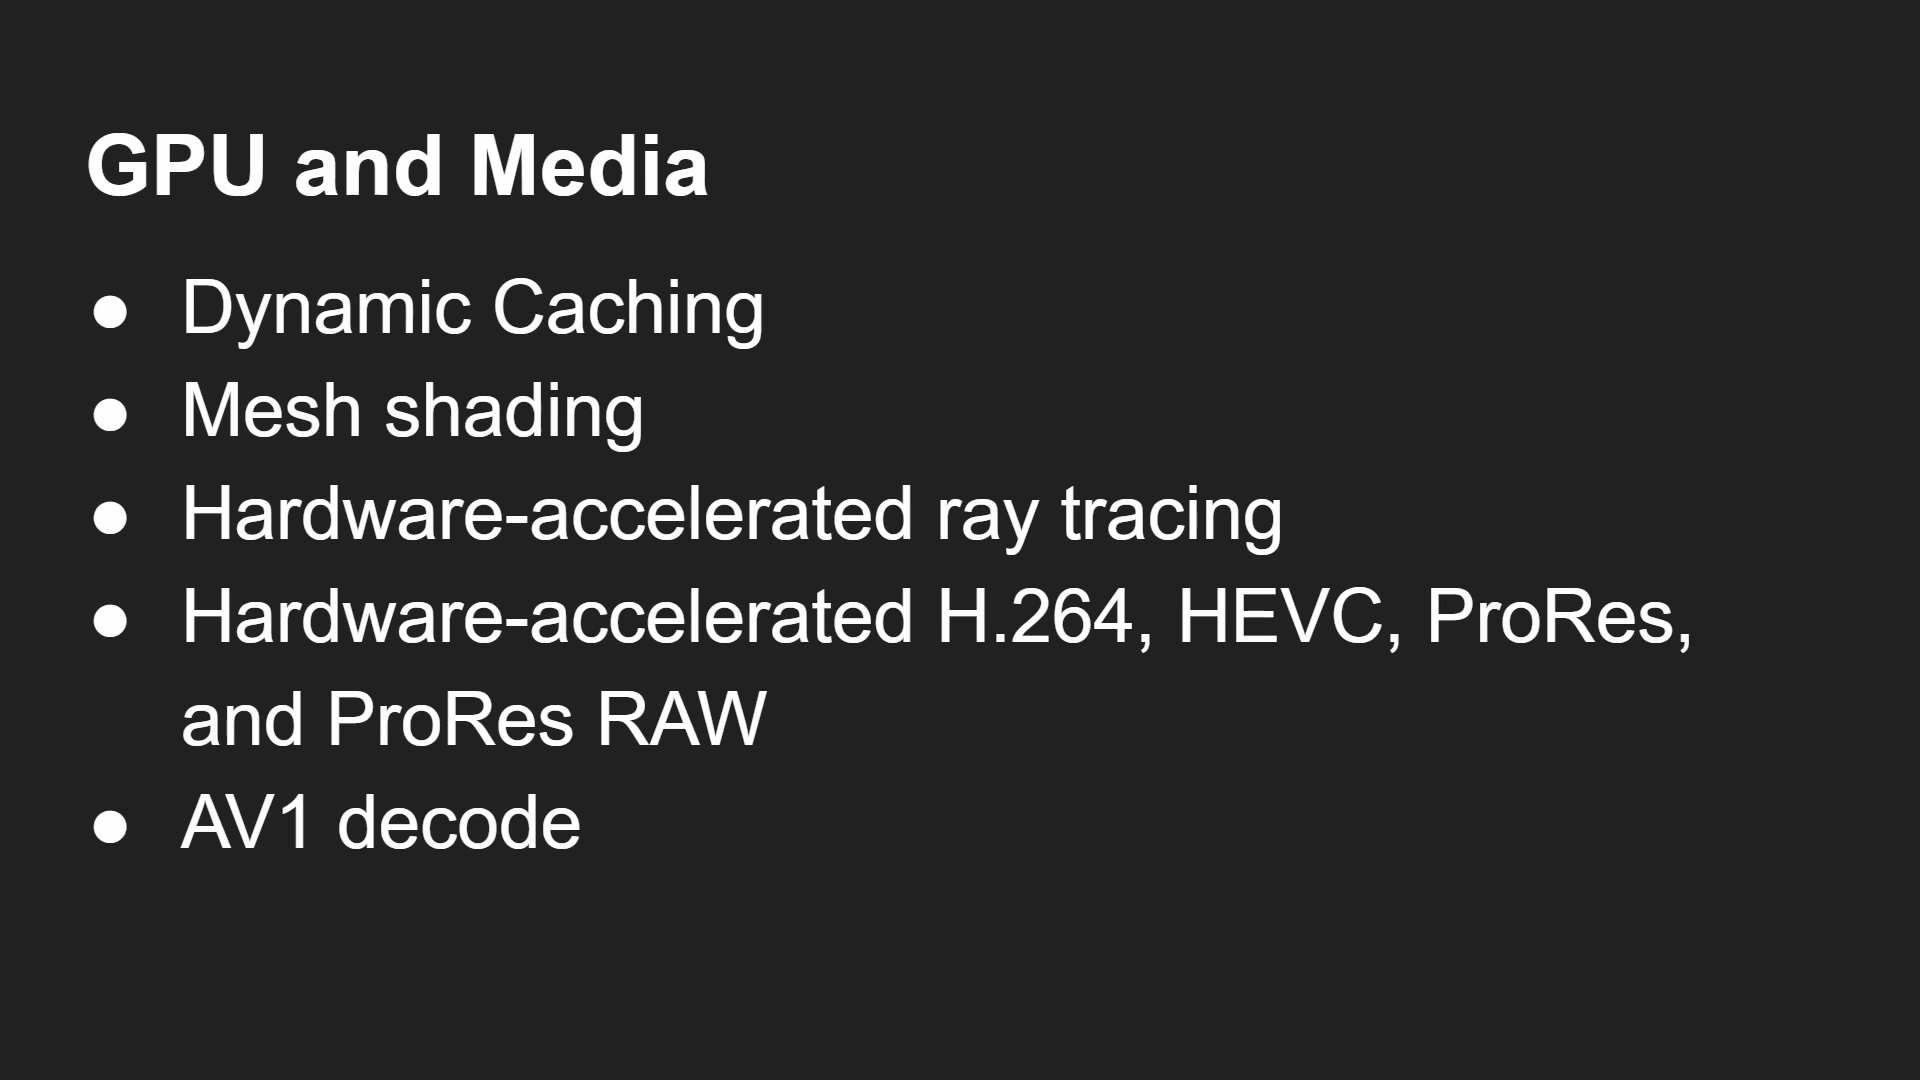 GPU and Media
● Dynamic Caching
● Mesh shading
● Hardware-accelerated ray tracing
● Hardware-accelerated H.264, HEVC, ProRes,
and ProRes RAW
● AV1 decode